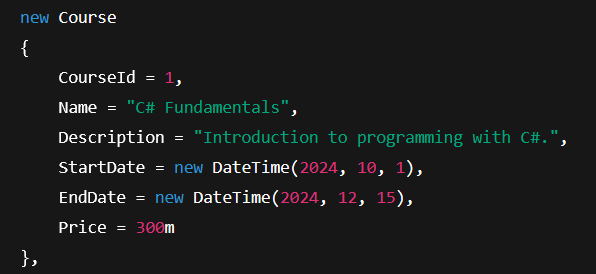 new Course
{
    CourseId = 1,
    Name = "C# Fundamentals",
    Description = "Introduction to programming with C#.",
    StartDate = new DateTime(2024, 10, 1),
    EndDate = new DateTime(2024, 12, 15),
    Price = 300m
},